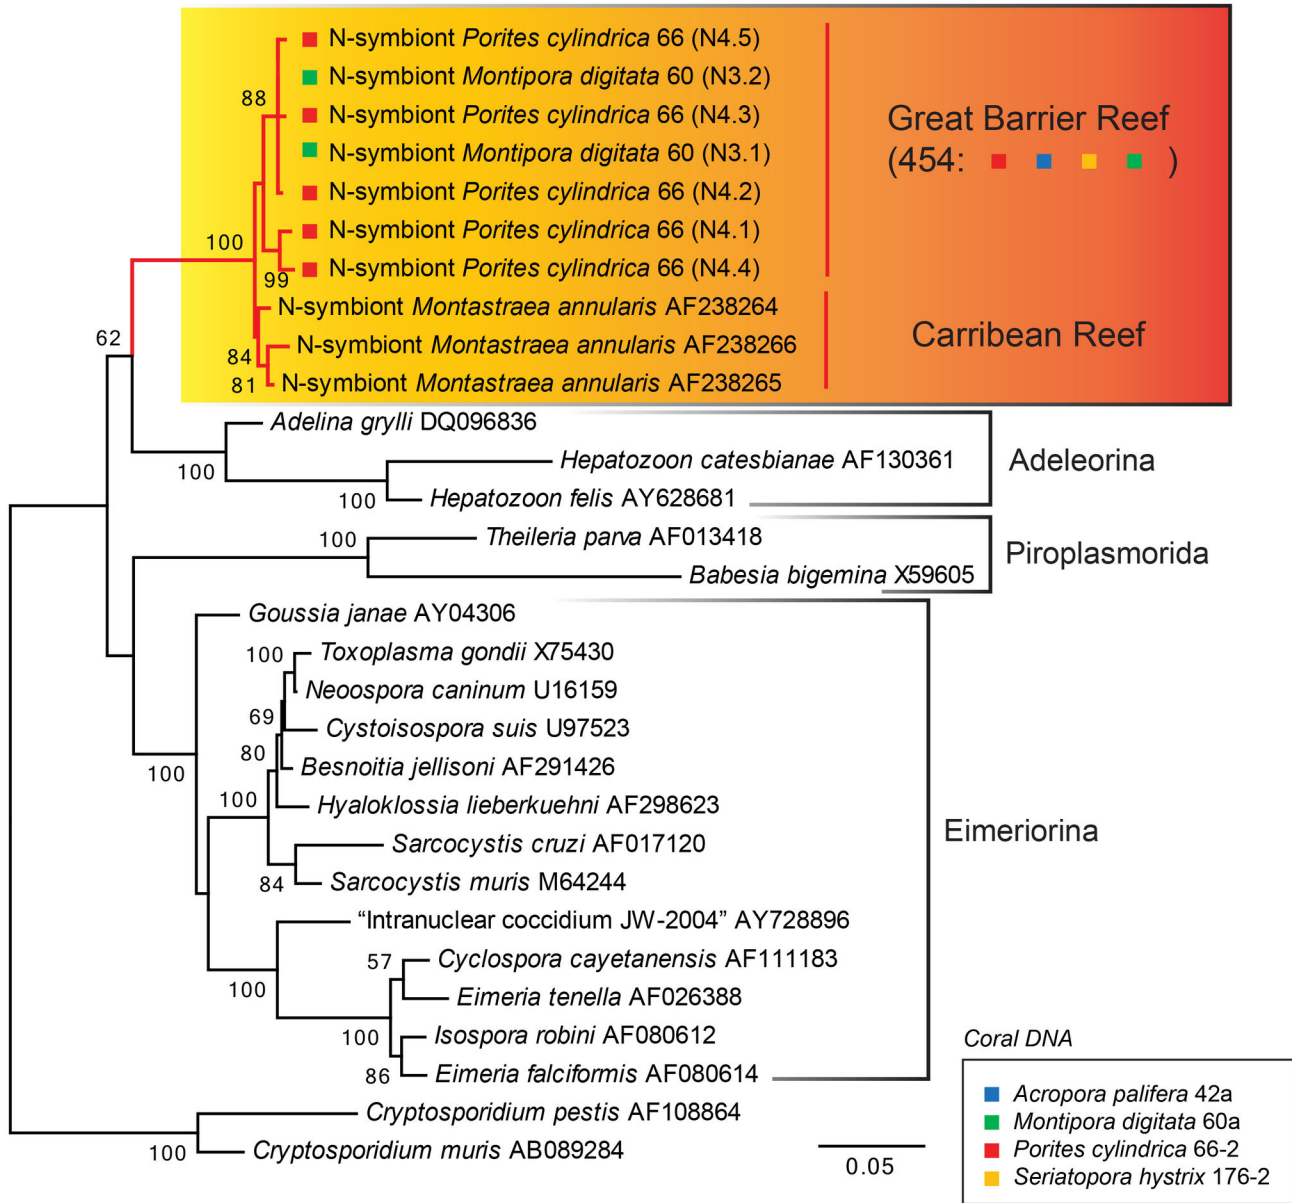 N-symbiont Porites cylindrica 66 (N4.5)
88
N-symbiont Montipora digitata 60 (N3.2)
N-symbiont Porites cylindrica 66 (N4.3)
N-symbiont Montipora digitata 60 (N3.1)
N-symbiont Porites cylindrica 66 (N4.2)
100
N-symbiont Porites cylindrica 66 (N4.1)
N-symbiont Porites cylindrica 66 (N4.4)
99
Great Barrier Reef
(454: )
N-symbiont Montastraea annularis AF238264
N-symbiont Montastraea annularis AF238266
84
N-symbiont Montastraea annularis AF238265
81
Carribean Reef
62
Adelina grylli DQ096836
100
Hepatozoon catesbianae AF130361
100
Hepatozoon felis AY628681
Adeleorina
100
Theileria parva AF013418
Babesia bigemina X59605
Piroplasmorida
Goussia janae AY04306
100
Toxoplasma gondii X75430
Neoospora caninum U16159
69
Cystoisospora suis U97523
80
Besnoitia jellisoni AF291426
100
100
Hyaloklossia lieberkuehni AF298623
Sarcocystis cruzi AF017120
84
Sarcocystis muris M64244
Eimeriorina
“Intranuclear coccidium JW-2004” AY728896
57
Cyclospora cayetanensis AF111183
100
Eimeria tenella AF026388
100
Isospora robini AF080612
86
Eimeria falciformis AF080614
Cryptosporidium pestis AF108864
100
Cryptosporidium muris AB089284
0.05
Coral DNA
Acropora palifera 42a
Montipora digitata 60a
Porites cylindrica 66-2
Seriatopora hystrix 176-2